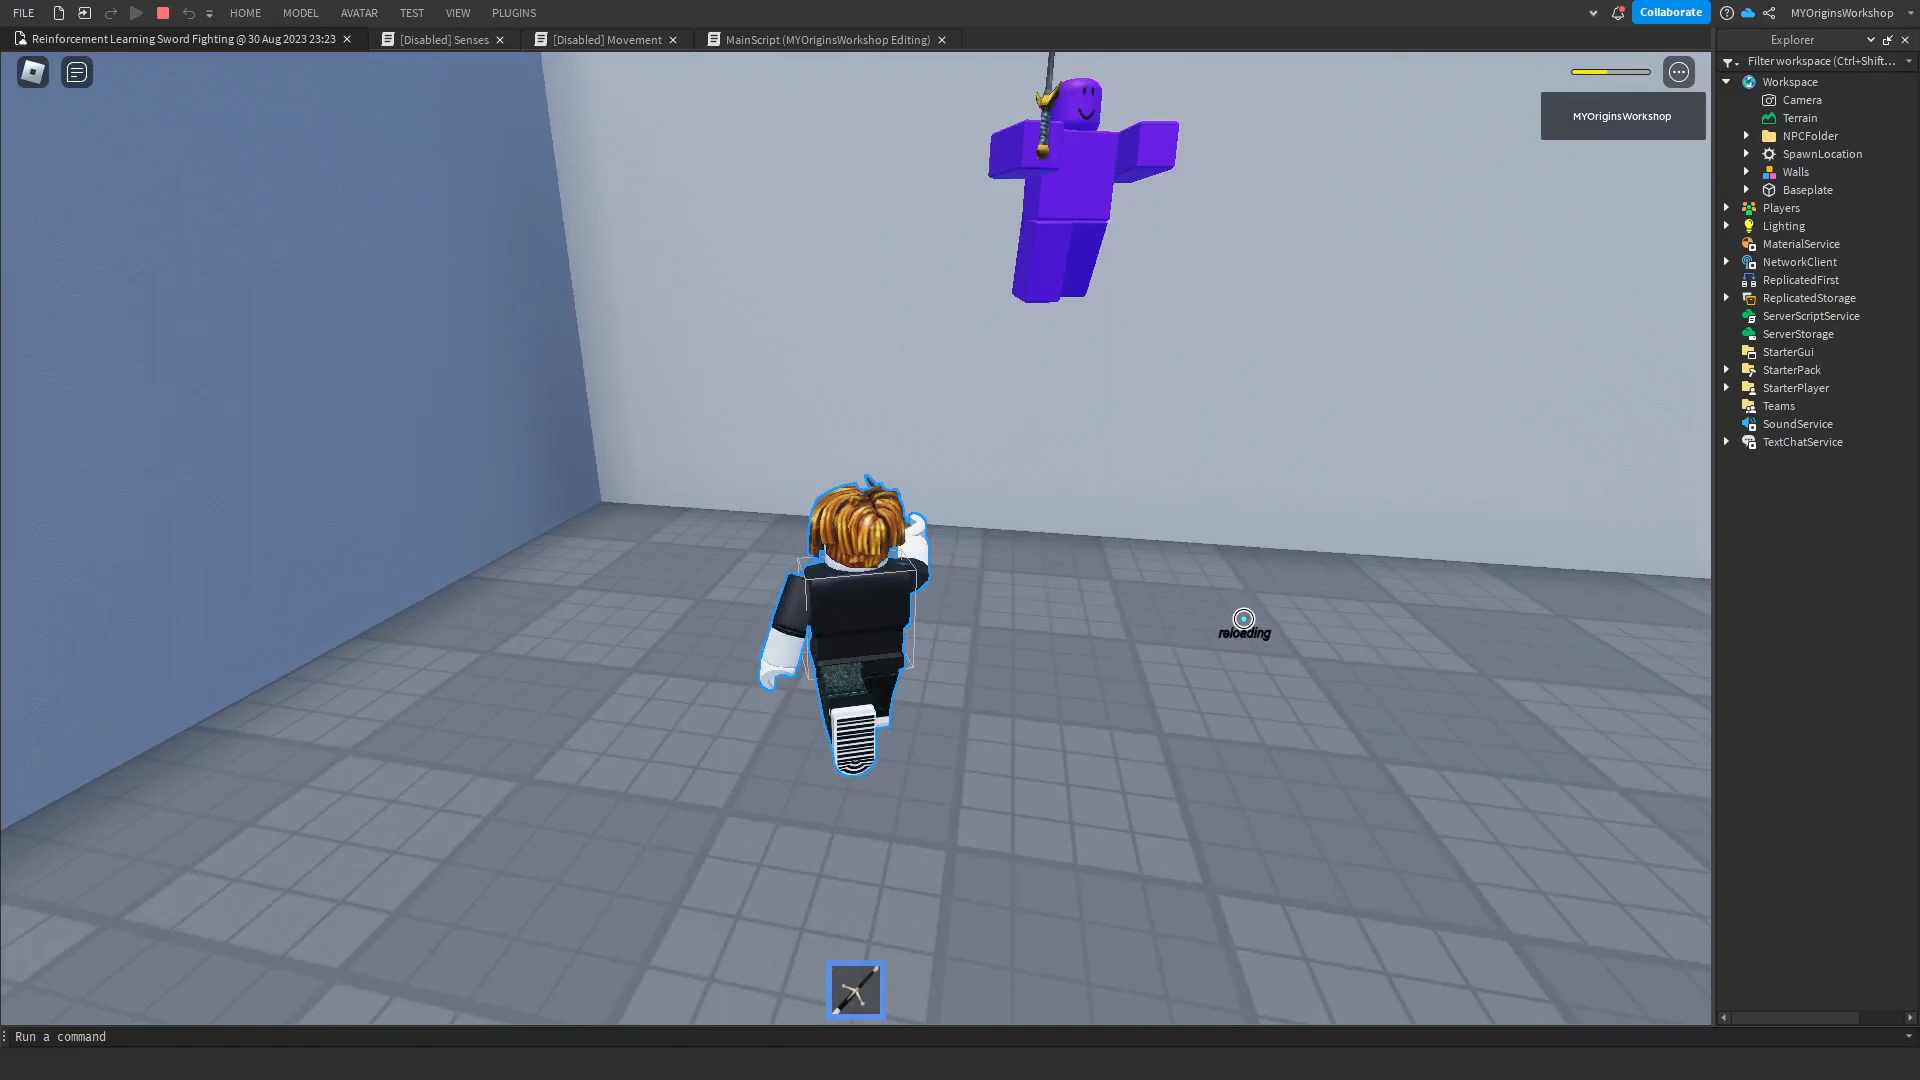 FILE
HOME
MODEL
AVATAR
TEST
VIEW
PLUGINS
Collaborate
MYOriginsWorkshop
Reinforcement Learning Sword Fighting @ 30 Aug 2023 23:23
[Disabled] Senses
[Disabled] Movement
MainScript (MYOriginsWorkshop Editing)
Explorer
Filter workspace (Ctrl+Shift...
MYOriginsWorkshop
Workspace
Camera
Terrain
NPCFolder
SpawnLocation
Walls
Baseplate
Players
Lighting
MaterialService
NetworkClient
ReplicatedFirst
ReplicatedStorage
ServerScriptService
ServerStorage
StarterGui
StarterPack
StarterPlayer
Teams
SoundService
TextChatService
reloading
Run a command